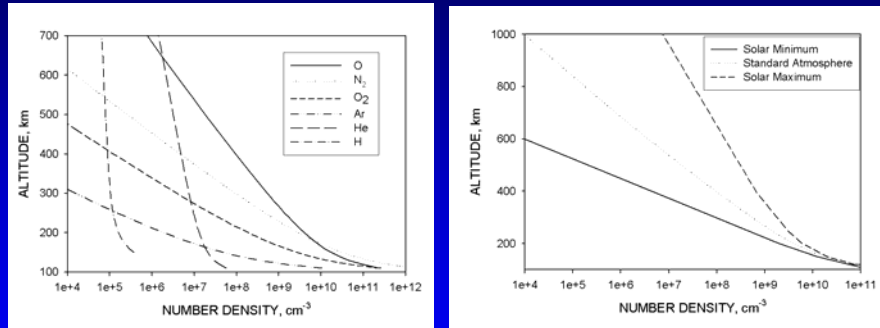 700
600
500
400
300
200
100
ALTITUDE, km
O
N₂
O2
Ar
He
H
1e+4 1e+5 1e+6 1e+7 1e+8 1e+9 1e+10 1e+11 1e+12
NUMBER DENSITY, cm⁻³
1000
800
600
400
200
ALTITUDE, km
Solar Minimum
Standard Atmosphere
Solar Maximum
1e+4 1e+5 1e+6 1e+7 1e+8 1e+9 1e+10 1e+11
NUMBER DENSITY, cm⁻³